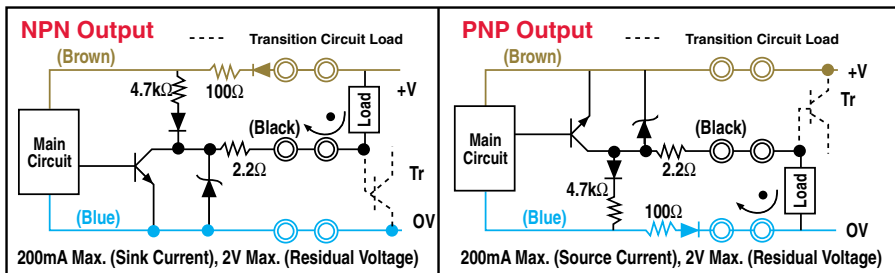 NPN Output
Transition Circuit Load
(Brown)
4.7kΩ
100Ω
+V
Load
Main
Circuit
(Black)
2.2Ω
Tr
(Blue)
OV
200mA Max. (Sink Current), 2V Max. (Residual Voltage)
PNP Output
Transition Circuit Load
(Brown)
+V
Tr
Main
Circuit
(Black)
2.2Ω
4.7kΩ
Load
100Ω
(Blue)
OV
200mA Max. (Source Current), 2V Max. (Residual Voltage)